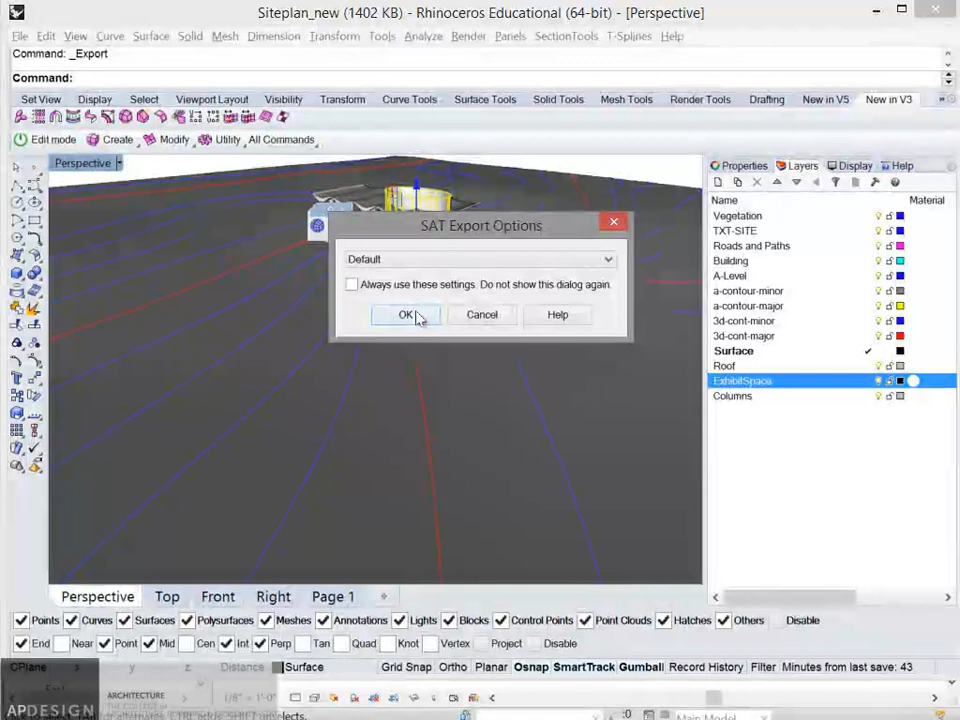 Siteplan_new (1402 KB) - Rhinoceros Educational (64-bit) - [Perspective]
File Edit View Curve Surface Solid Mesh Dimension Transform Tools Analyze Render Panels SectionTools T-Splines Help
Command: _Export
Command:
Set View Display Select Viewport Layout Visibility Transform Curve Tools Surface Tools Solid Tools Mesh Tools Render Tools Drafting New in V5 New in V3
Edit mode Create Modify Utility All Commands
Perspective
Properties Layers Display Help
Name Material
Vegetation
TXT-SITE
Roads and Paths
Building
A-Level
a-contour-minor
a-contour-major
3d-cont-minor
3d-cont-major
Surface
Roof
ExhibitSpace
Columns
SAT Export Options
Default
Always use these settings. Do not show this dialog again.
OK Cancel Help
Perspective Top Front Right Page 1
Points Curves Surfaces Polysurfaces Meshes Annotations Lights Blocks Control Points Point Clouds Hatches Others Disable
End Near Point Mid Cen Int Perp Tan Quad Knot Vertex Project Disable
CPlane x y z Distance Surface Grid Snap Ortho Planar Osnap SmartTrack Gumball Record History Filter Minutes from last save: 43
ARCHITECTURE 1/8" = 1'-0"
APDESIGN
:0 Main Model